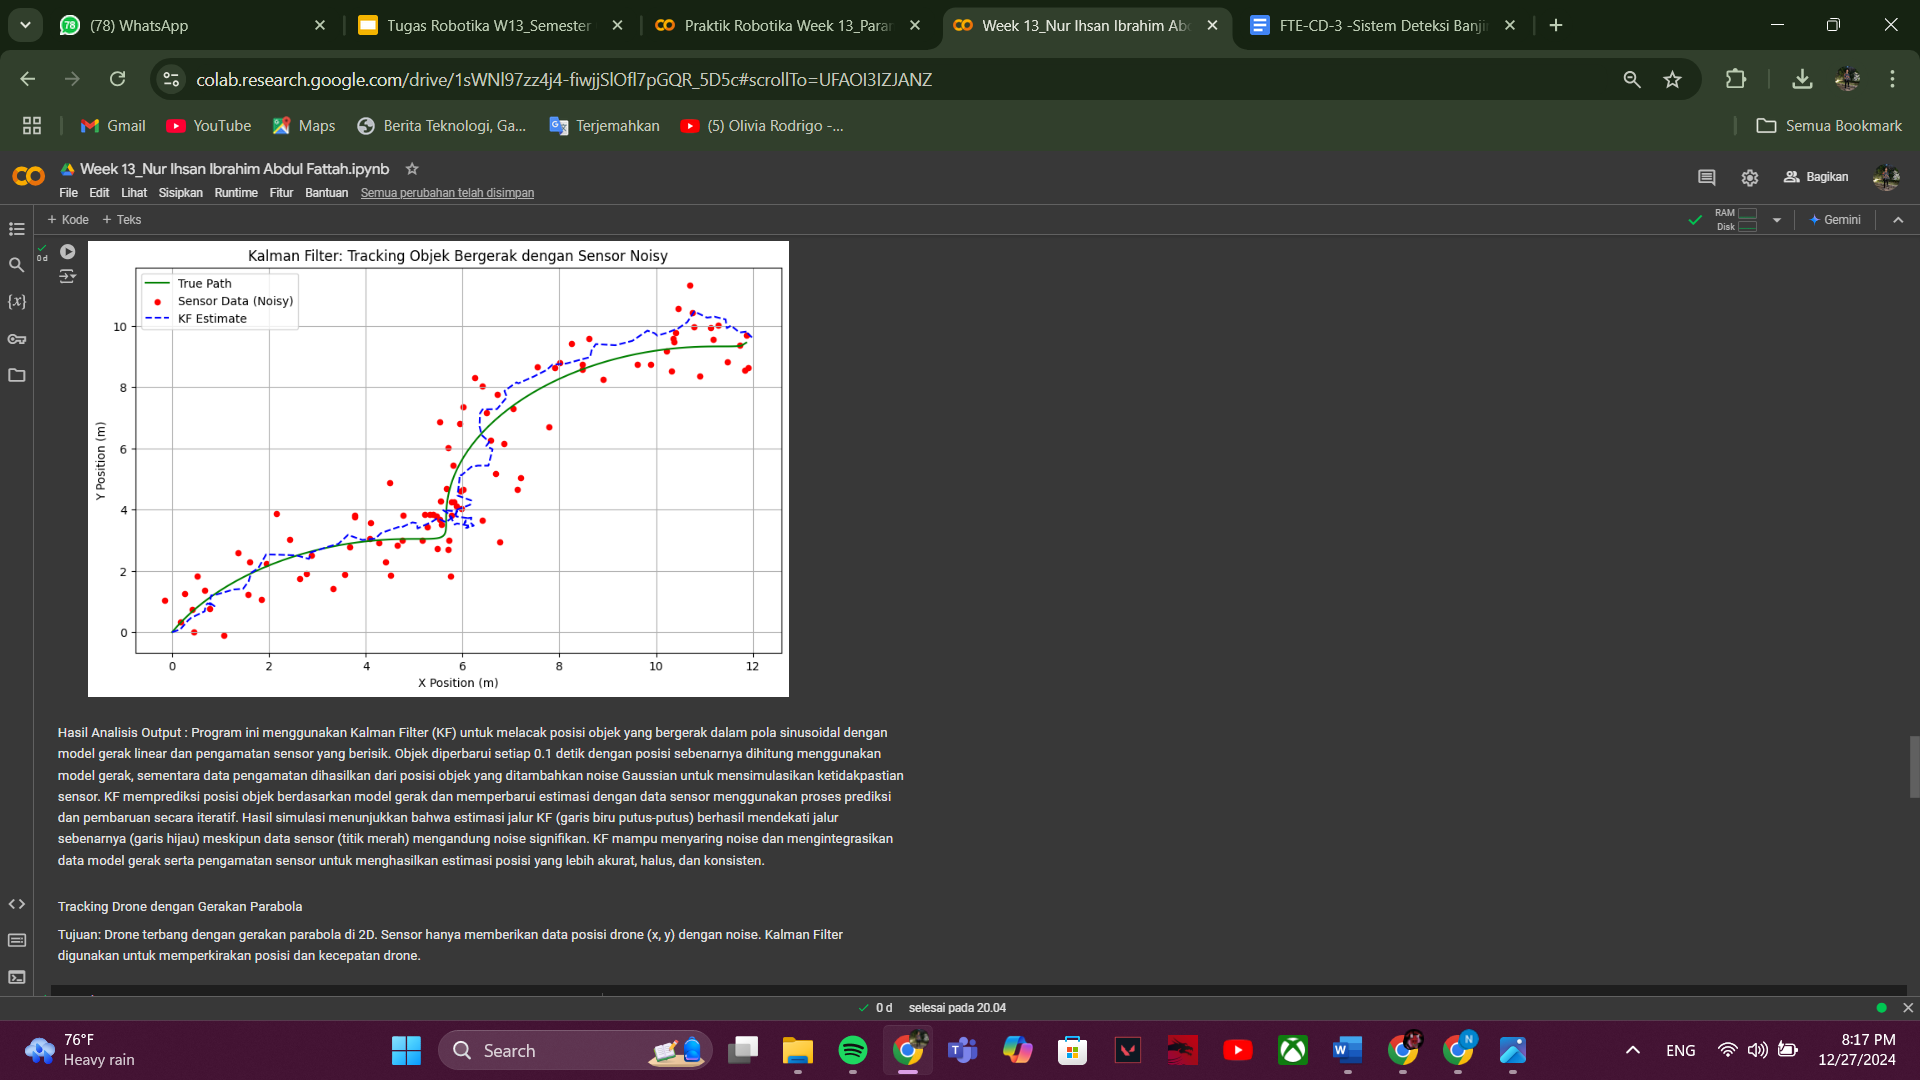 (78) WhatsApp
Tugas Robotika W13_Semester
Praktik Robotika Week 13_Para
Week 13_Nur Ihsan Ibrahim Ab
FTE-CD-3 -Sistem Deteksi Banji
colab.research.google.com/drive/1sWNl97zz4j4-fiwjjSlOfl7pGQR_5D5c#scrollTo=UFAOI3IZJANZ
Gmail
YouTube
Maps
Berita Teknologi, Ga...
Terjemahkan
(5) Olivia Rodrigo -...
Semua Bookmark
Week 13_Nur Ihsan Ibrahim Abdul Fattah.ipynb
File Edit Lihat Sisipkan Runtime Fitur Bantuan Semua perubahan telah disimpan
Bagikan
+ Kode + Teks
RAM
Disk
Gemini
0 d
Kalman Filter: Tracking Objek Bergerak dengan Sensor Noisy
True Path
Sensor Data (Noisy)
KF Estimate
10
8
6
4
2
0
Y Position (m)
0 2 4 6 8 10 12
X Position (m)
Hasil Analisis Output : Program ini menggunakan Kalman Filter (KF) untuk melacak posisi objek yang bergerak dalam pola sinusoidal dengan
model gerak linear dan pengamatan sensor yang berisik. Objek diperbarui setiap 0.1 detik dengan posisi sebenarnya dihitung menggunakan
model gerak, sementara data pengamatan dihasilkan dari posisi objek yang ditambahkan noise Gaussian untuk mensimulasikan ketidakpastian
sensor. KF memprediksi posisi objek berdasarkan model gerak dan memperbarui estimasi dengan data sensor menggunakan proses prediksi
dan pembaruan secara iteratif. Hasil simulasi menunjukkan bahwa estimasi jalur KF (garis biru putus-putus) berhasil mendekati jalur
sebenarnya (garis hijau) meskipun data sensor (titik merah) mengandung noise signifikan. KF mampu menyaring noise dan mengintegrasikan
data model gerak serta pengamatan sensor untuk menghasilkan estimasi posisi yang lebih akurat, halus, dan konsisten.
Tracking Drone dengan Gerakan Parabola
Tujuan: Drone terbang dengan gerakan parabola di 2D. Sensor hanya memberikan data posisi drone (x, y) dengan noise. Kalman Filter
digunakan untuk memperkirakan posisi dan kecepatan drone.
0 d selesai pada 20.04
76°F
Heavy rain
Search
ENG
8:17 PM
12/27/2024